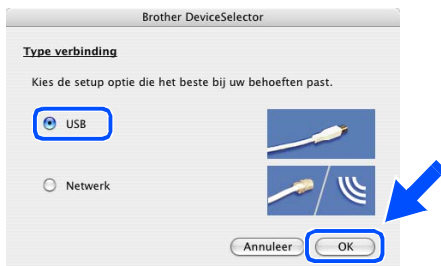 Brother DeviceSelector
Type verbinding
Kies de setup optie die het beste bij uw behoeften past.
USB
Netwerk
Annuleer OK